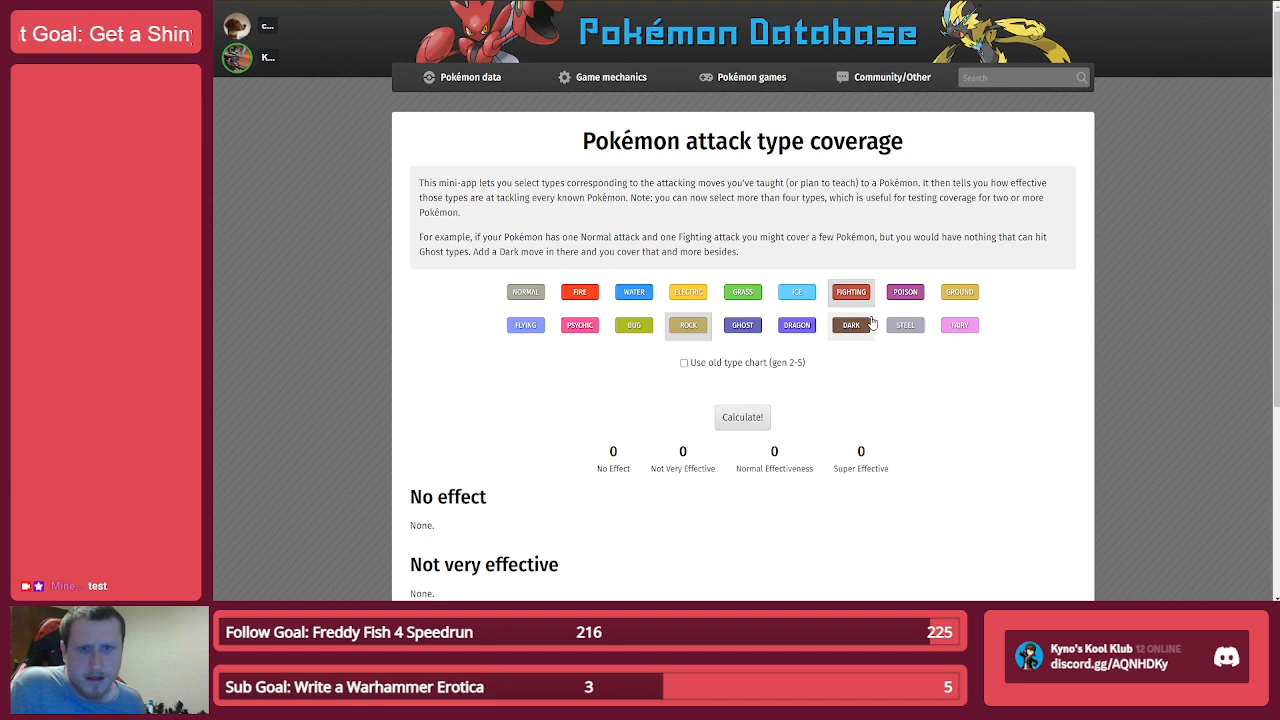 t Goal: Get a Shin
c...
K...
Pokémon Database
Pokémon data
Game mechanics
Pokémon games
Community/Other
Search
Pokémon attack type coverage
This mini-app lets you select types corresponding to the attacking moves you've taught (or plan to teach) to a Pokémon. It then tells you how effective
those types are at tackling every known Pokémon. Note: you can now select more than four types, which is useful for testing coverage for two or more
Pokémon.
For example, if your Pokémon has one Normal attack and one Fighting attack you might cover a few Pokémon, but you would have nothing that can hit
Ghost types. Add a Dark move in there and you cover that and more besides.
NORMAL FIRE WATER ELECTRIC GRASS ICE FIGHTING POISON GROUND
FLYING PSYCHIC BUG ROCK GHOST DRAGON DARK STEEL FAIRY
Use old type chart (gen 2-5)
Calculate!
0 0 0 0
No Effect Not Very Effective Normal Effectiveness Super Effective
No effect
None.
Not very effective
None.
Mine test
Follow Goal: Freddy Fish 4 Speedrun 216 225
Sub Goal: Write a Warhammer Erotica 3 5
Kyno's Kool Klub 12 ONLINE
discord.gg/AQNHDKy